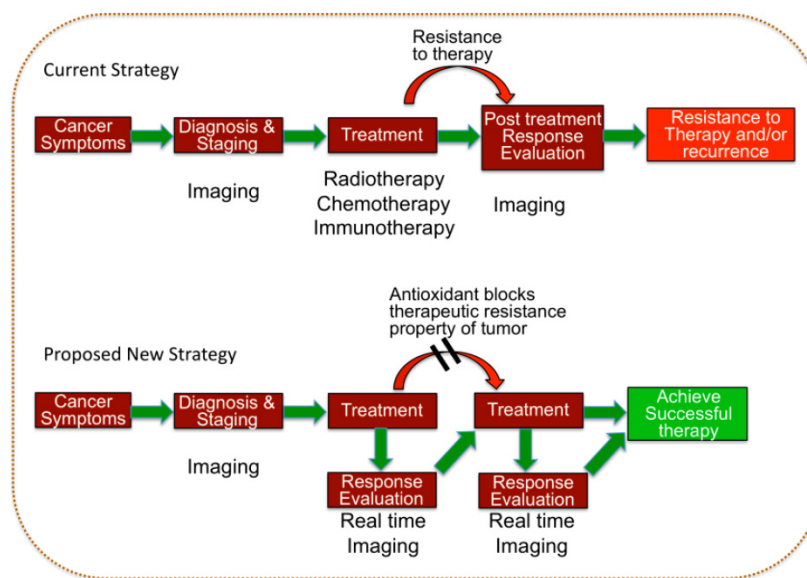 Resistance
to therapy
Current Strategy
Cancer
Symptoms
Diagnosis &
Staging
Treatment
Post treatment
Response
Evaluation
Resistance to
Therapy and/or
recurrence
Imaging
Radiotherapy
Chemotherapy
Immunotherapy
Imaging
Antioxidant blocks
therapeutic resistance
property of tumor
Proposed New Strategy
Cancer
Symptoms
Diagnosis &
Staging
Treatment
Treatment
Achieve
Successful
therapy
Imaging
Response
Evaluation
Real time
Imaging
Response
Evaluation
Real time
Imaging